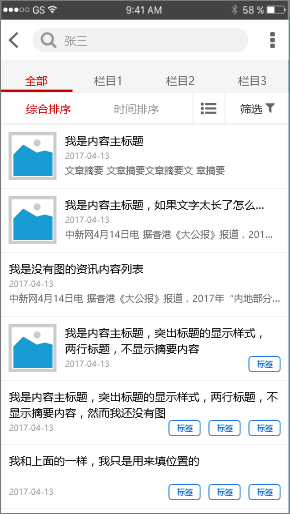 GS 9:41 AM 58 %
张三
全部 栏目1 栏目2 栏目3
综合排序 时间排序 筛选
我是内容主标题
2017-04-13
文章摘要 文章摘要文章摘要文 章摘要
我是内容主标题，如果文字太长了怎么...
2017-04-13
中新网4月14日电 据香港《大公报》报道，201...
我是没有图的资讯内容列表
2017-04-13
中新网4月14日电 据香港《大公报》报道，2017年“内地部分...
我是内容主标题，突出标题的显示样式，
两行标题，不显示摘要内容
2017-04-13 标签
我是内容主标题，突出标题的显示样式，两行标题，不
显示摘要内容，然而我还没有图
2017-04-13 标签 标签 标签
我和上面的一样，我只是用来填位置的
2017-04-13 标签 标签 标签